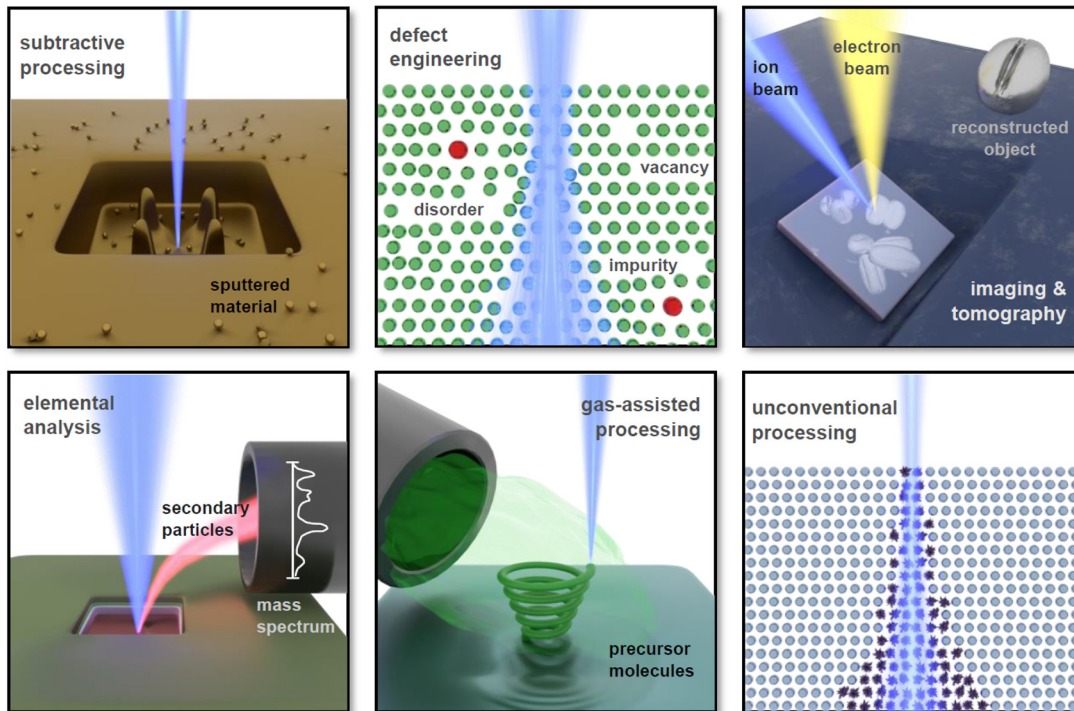 subtractive
processing
sputtered
material
defect
engineering
vacancy
disorder
impurity
electron
beam
ion
beam
reconstructed
object
imaging &
tomography
elemental
analysis
secondary
particles
mass
spectrum
gas-assisted
processing
precursor
molecules
unconventional
processing